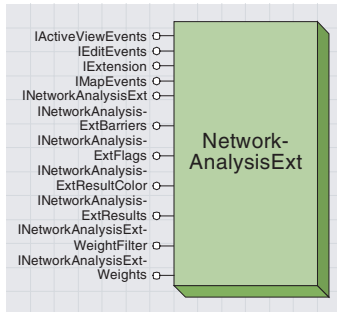 IActiveViewEvents
IEditEvents
IExtension
IMapEvents
INetworkAnalysisExt
INetworkAnalysis-
ExtBarriers
INetworkAnalysis-
ExtFlags
INetworkAnalysis-
ExtResultColor
INetworkAnalysis-
ExtResults
INetworkAnalysisExt-
WeightFilter
INetworkAnalysisExt-
Weights
Network-
AnalysisExt